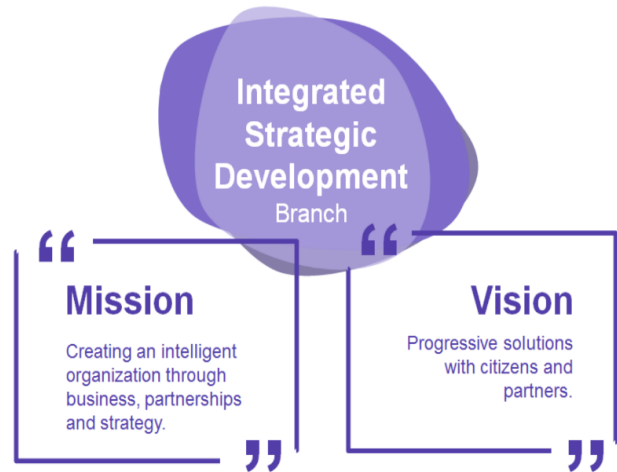 Integrated
Strategic
Development
Branch
“
Mission
Creating an intelligent
organization through
business, partnerships
and strategy.
”
“
Vision
Progressive solutions
with citizens and
partners.
”